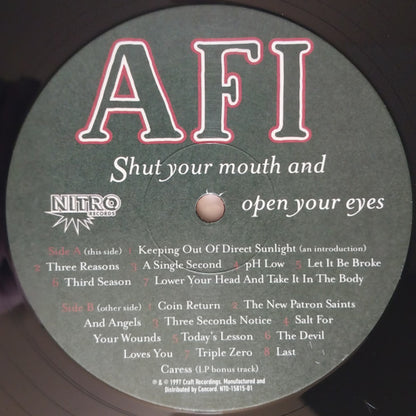 AFI
Shut your mouth and
NITRO
RECORDS
open your eyes
Side A (this side) 1 Keeping Out Of Direct Sunlight (an introduction)
2 Three Reasons 3 A Single Second 4 pH Low 5 Let It Be Broke
6 Third Season 7 Lower Your Head And Take It In The Body
Side B (other side) 1 Coin Return 2 The New Patron Saints
And Angels 3 Three Seconds Notice 4 Salt For
Your Wounds 5 Today's Lesson 6 The Devil
Loves You 7 Triple Zero 8 Last
Caress (LP bonus track)
℗ & © 1997 Craft Recordings. Manufactured and
Distributed by Concord. NTO-15815-01